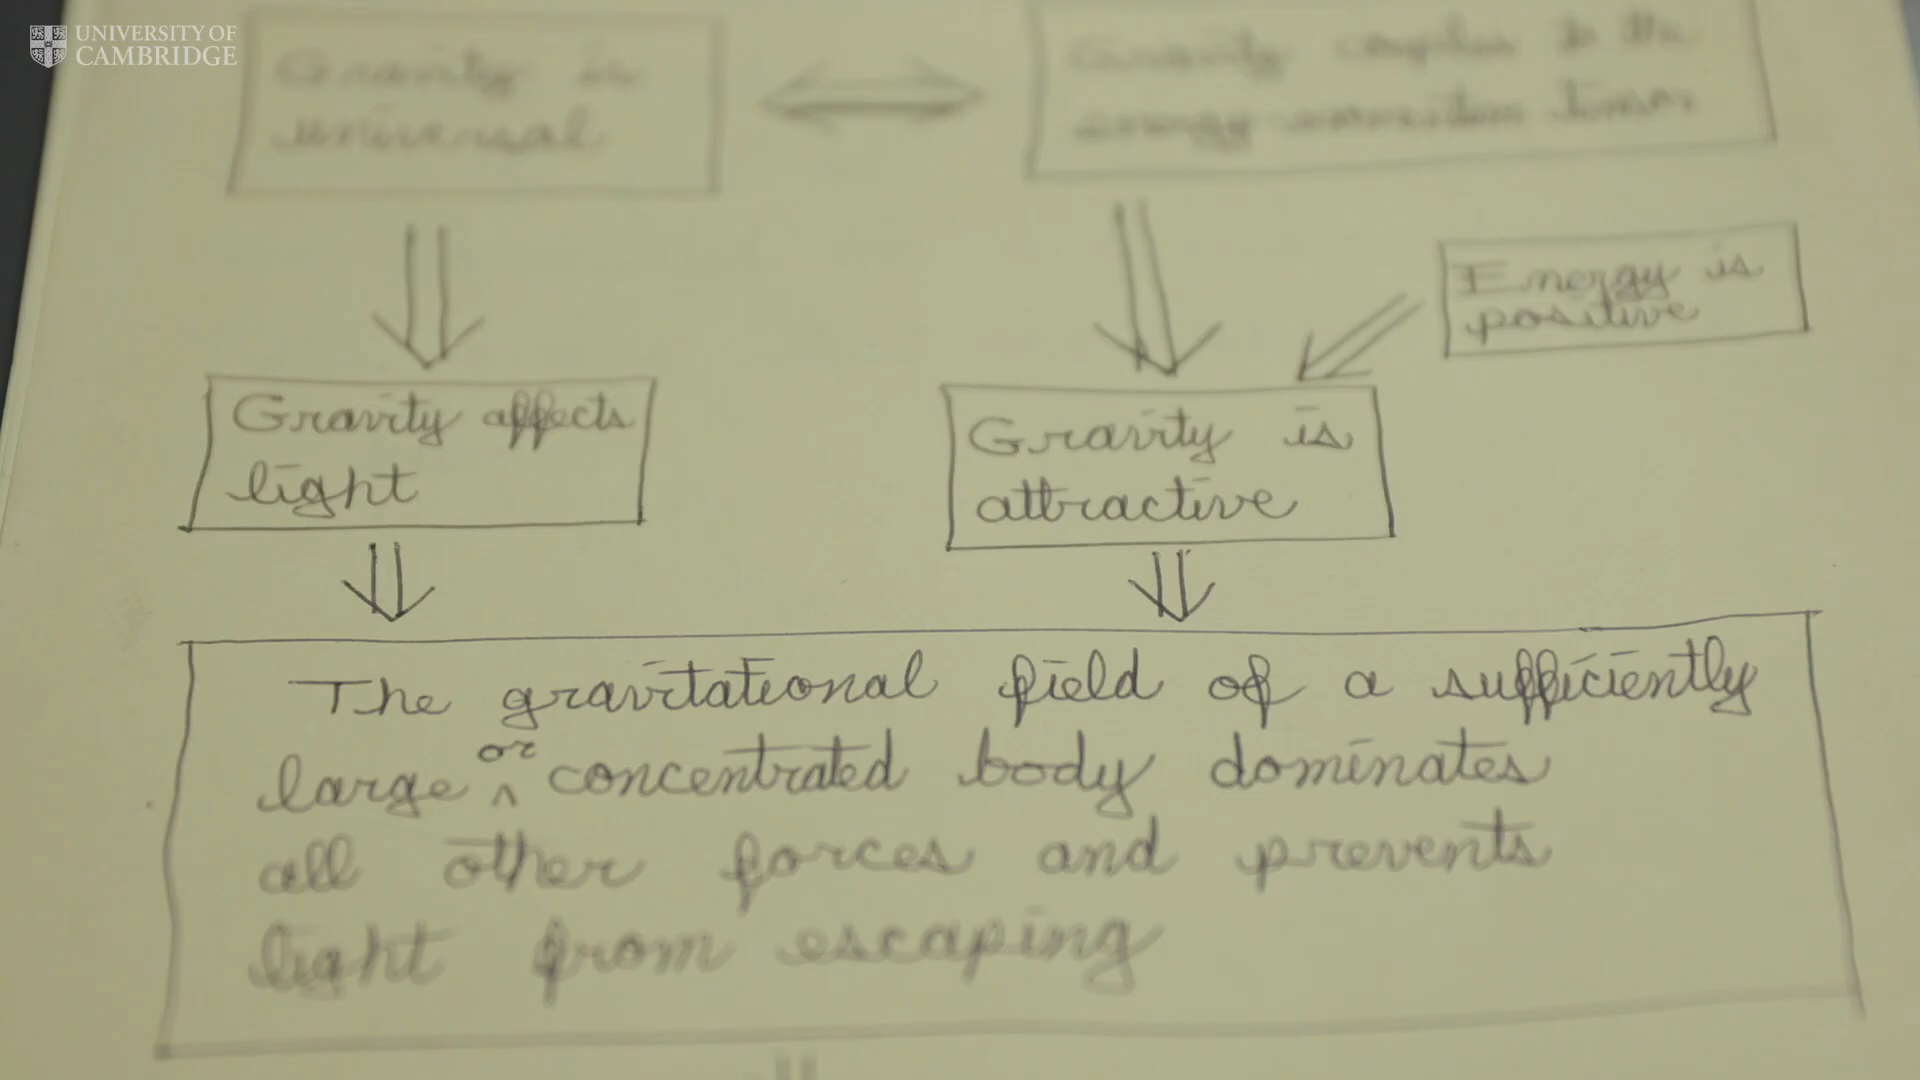 UNIVERSITY OF
CAMBRIDGE
Gravity is
universal
Gravity couples to the
energy momentum tensor
Energy is
positive
Gravity affects
light
Gravity is
attractive
The gravitational field of a sufficiently
large or concentrated body dominates
all other forces and prevents
light from escaping